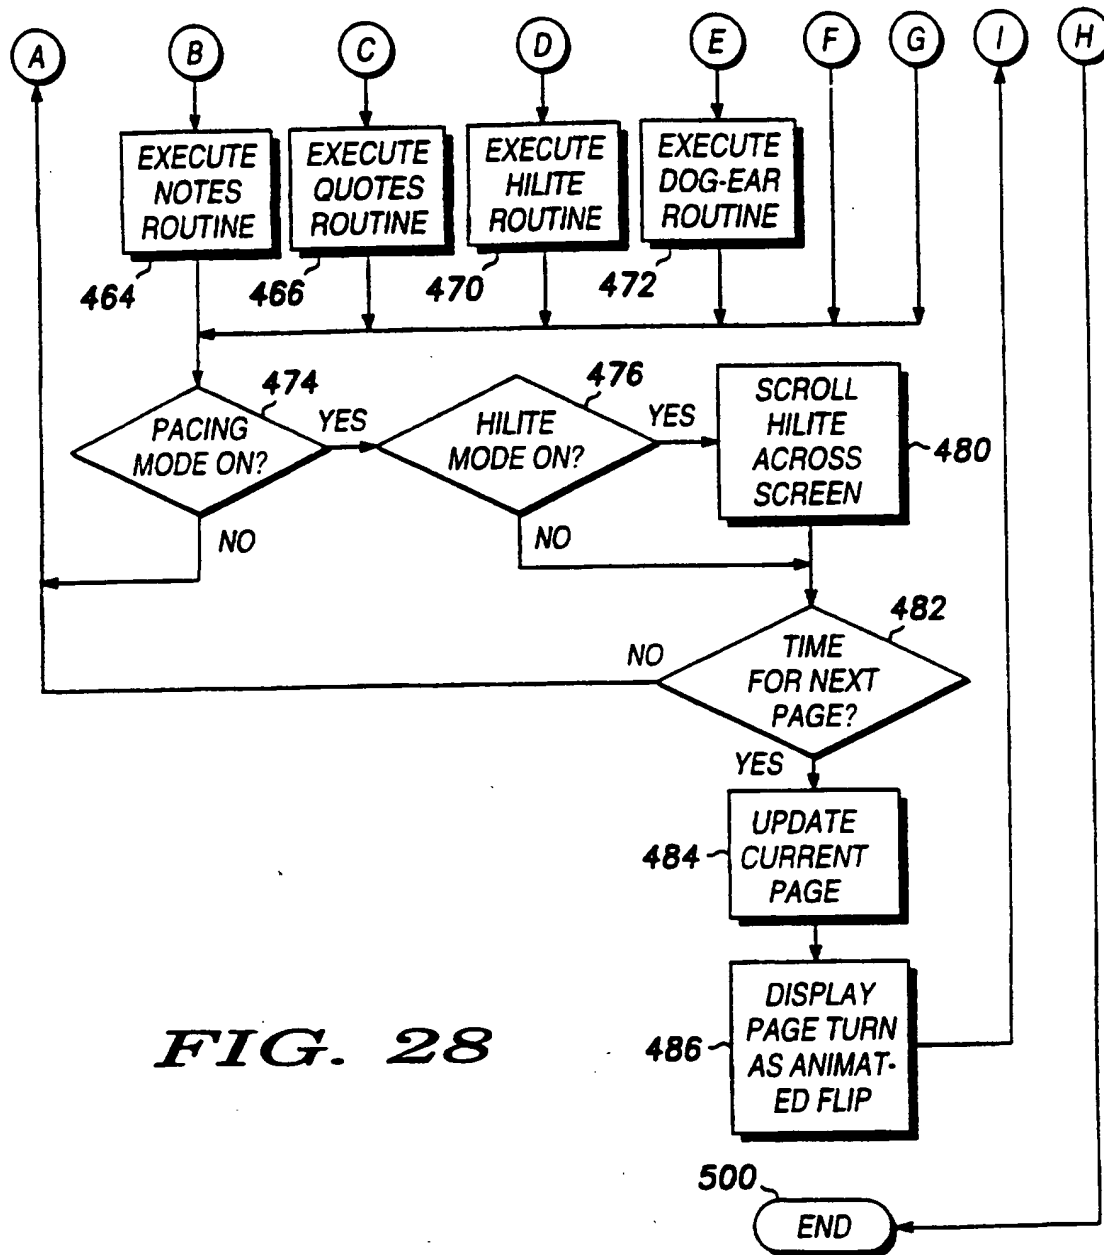 A B C D E F G I H
EXECUTE
NOTES
ROUTINE
464
EXECUTE
QUOTES
ROUTINE
466
EXECUTE
HILITE
ROUTINE
470
EXECUTE
DOG-EAR
ROUTINE
472
PACING
MODE ON?
474
YES
NO
HILITE
MODE ON?
476
YES
NO
SCROLL
HILITE
ACROSS
SCREEN
480
TIME
FOR NEXT
PAGE?
482
NO
YES
UPDATE
CURRENT
PAGE
484
DISPLAY
PAGE TURN
AS ANIMAT-
ED FLIP
486
FIG. 28
500
END